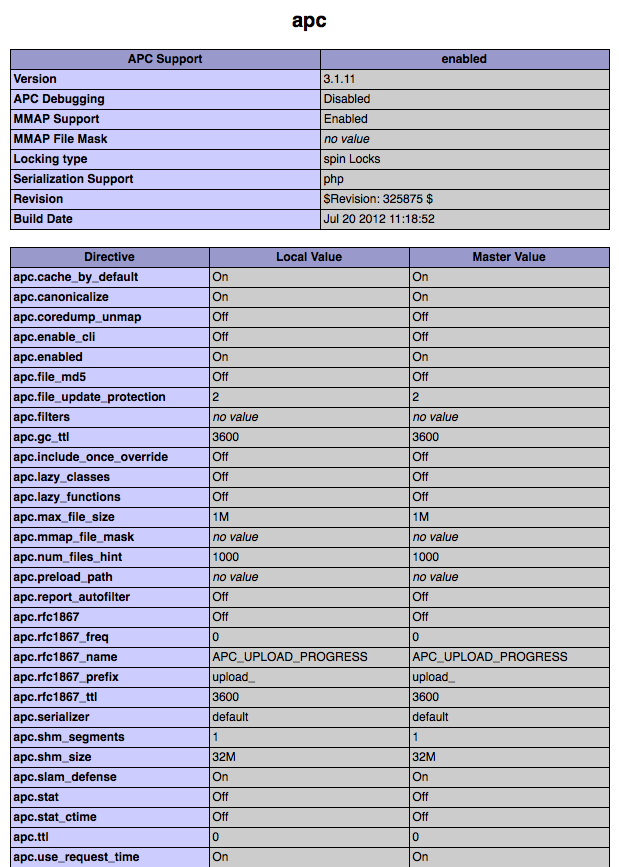 apc
APC Support enabled
Version 3.1.11
APC Debugging Disabled
MMAP Support Enabled
MMAP File Mask no value
Locking type spin Locks
Serialization Support php
Revision $Revision: 325875 $
Build Date Jul 20 2012 11:18:52
Directive Local Value Master Value
apc.cache_by_default On On
apc.canonicalize On On
apc.coredump_unmap Off Off
apc.enable_cli Off Off
apc.enabled On On
apc.file_md5 Off Off
apc.file_update_protection 2 2
apc.filters no value no value
apc.gc_ttl 3600 3600
apc.include_once_override Off Off
apc.lazy_classes Off Off
apc.lazy_functions Off Off
apc.max_file_size 1M 1M
apc.mmap_file_mask no value no value
apc.num_files_hint 1000 1000
apc.preload_path no value no value
apc.report_autofilter Off Off
apc.rfc1867 Off Off
apc.rfc1867_freq 0 0
apc.rfc1867_name APC_UPLOAD_PROGRESS APC_UPLOAD_PROGRESS
apc.rfc1867_prefix upload_ upload_
apc.rfc1867_ttl 3600 3600
apc.serializer default default
apc.shm_segments 1 1
apc.shm_size 32M 32M
apc.slam_defense On On
apc.stat Off Off
apc.stat_ctime Off Off
apc.ttl 0 0
apc.use_request_time On On